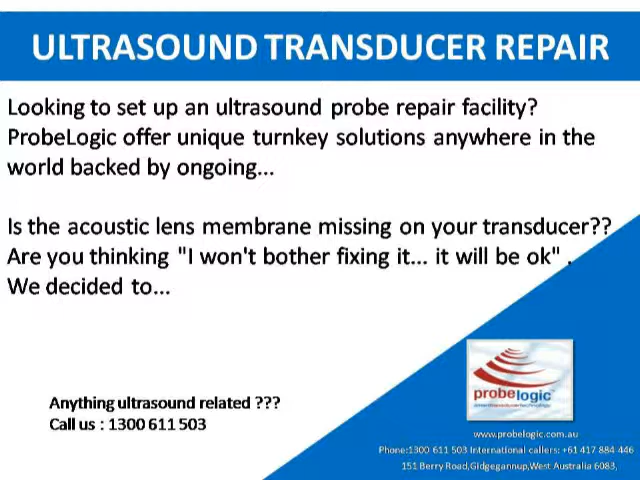 ULTRASOUND TRANSDUCER REPAIR
Looking to set up an ultrasound probe repair facility?
ProbeLogic offer unique turnkey solutions anywhere in the
world backed by ongoing...
Is the acoustic lens membrane missing on your transducer??
Are you thinking "I won't bother fixing it... it will be ok" .
We decided to...
Anything ultrasound related ???
Call us : 1300 611 503
probelogic
www.probelogic.com.au
Phone:1300 611 503 International callers: +61 417 884 446
151 Berry Road,Gidgegannup,West Australia 6083,